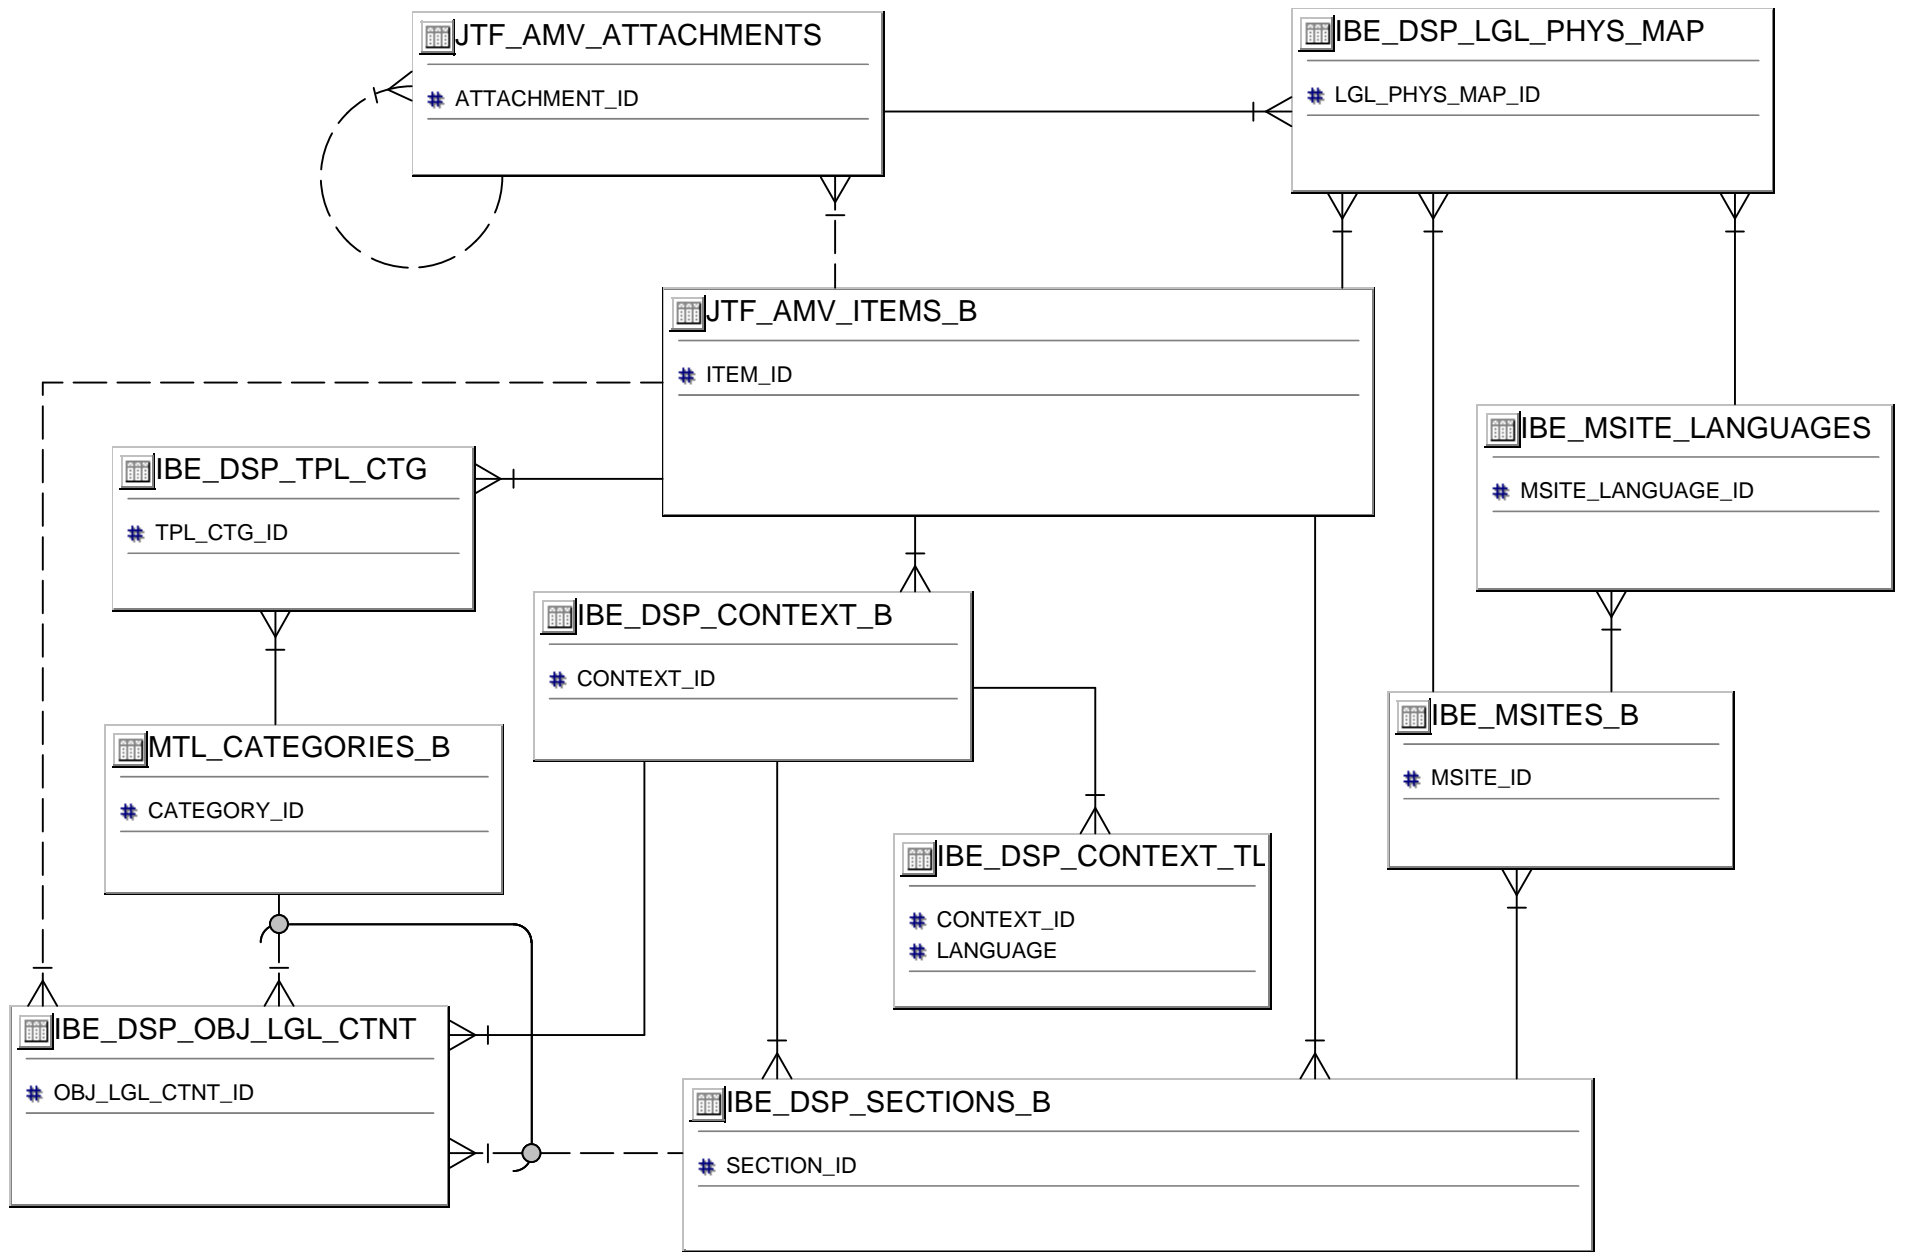 JTF_AMV_ATTACHMENTS
# ATTACHMENT_ID
IBE_DSP_LGL_PHYS_MAP
# LGL_PHYS_MAP_ID
JTF_AMV_ITEMS_B
# ITEM_ID
IBE_MSITE_LANGUAGES
# MSITE_LANGUAGE_ID
IBE_DSP_TPL_CTG
# TPL_CTG_ID
IBE_DSP_CONTEXT_B
# CONTEXT_ID
IBE_MSITES_B
# MSITE_ID
MTL_CATEGORIES_B
# CATEGORY_ID
IBE_DSP_CONTEXT_TL
# CONTEXT_ID
# LANGUAGE
IBE_DSP_OBJ_LGL_CTNT
# OBJ_LGL_CTNT_ID
IBE_DSP_SECTIONS_B
# SECTION_ID